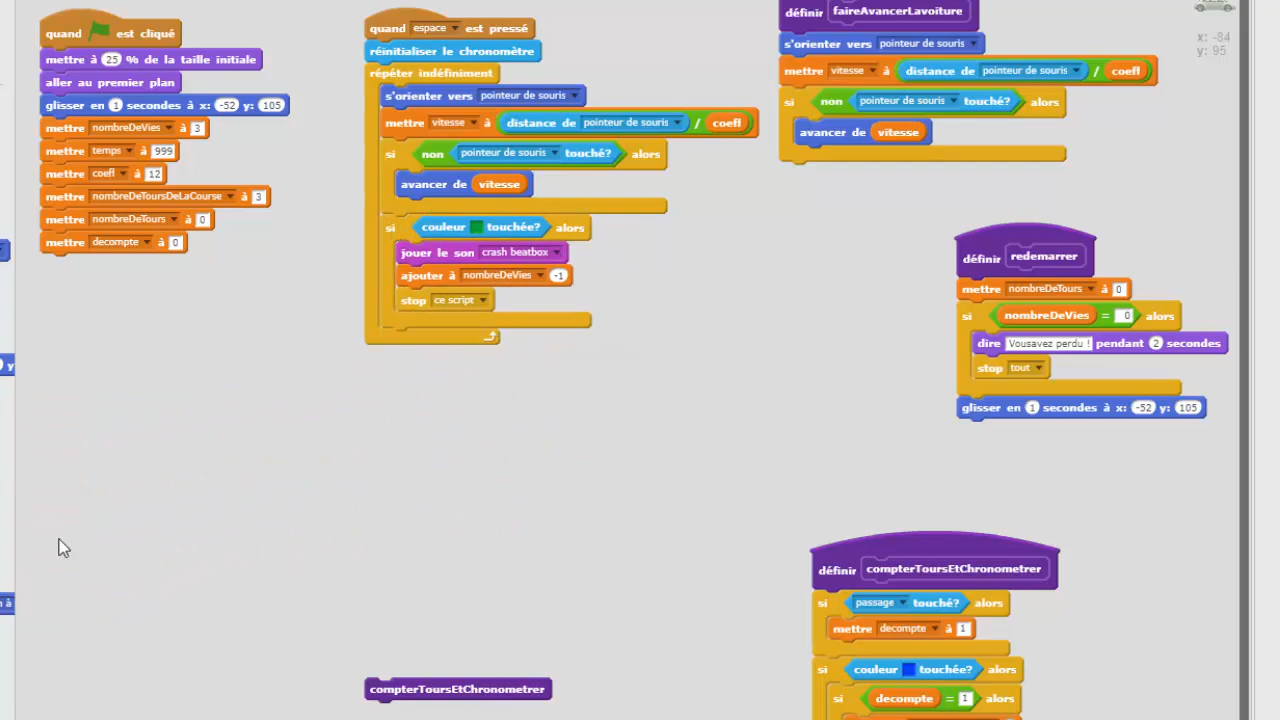 quand est cliqué
mettre à 25 % de la taille initiale
aller au premier plan
glisser en 1 secondes à x: -52 y: 105
mettre nombreDeVies à 3
mettre temps à 999
mettre coefl à 12
mettre nombreDeToursDeLaCourse à 3
mettre nombreDeTours à 0
mettre decompte à 0
quand espace est pressé
réinitialiser le chronomètre
répéter indéfiniment
s'orienter vers pointeur de souris
mettre vitesse à distance de pointeur de souris / coefl
si non pointeur de souris touché? alors
avancer de vitesse
si couleur touchée? alors
jouer le son crash beatbox
ajouter à nombreDeVies -1
stop ce script
définir faireAvancerLavoiture
s'orienter vers pointeur de souris
mettre vitesse à distance de pointeur de souris / coefl
si non pointeur de souris touché? alors
avancer de vitesse
x: -84
y: 95
définir redemarrer
mettre nombreDeTours à 0
si nombreDeVies = 0 alors
dire Vousavez perdu ! pendant 2 secondes
stop tout
glisser en 1 secondes à x: -52 y: 105
compterToursEtChronometrer
définir compterToursEtChronometrer
si passage touché? alors
mettre decompte à 1
si couleur touchée? alors
si decompte = 1 alors
y
n à